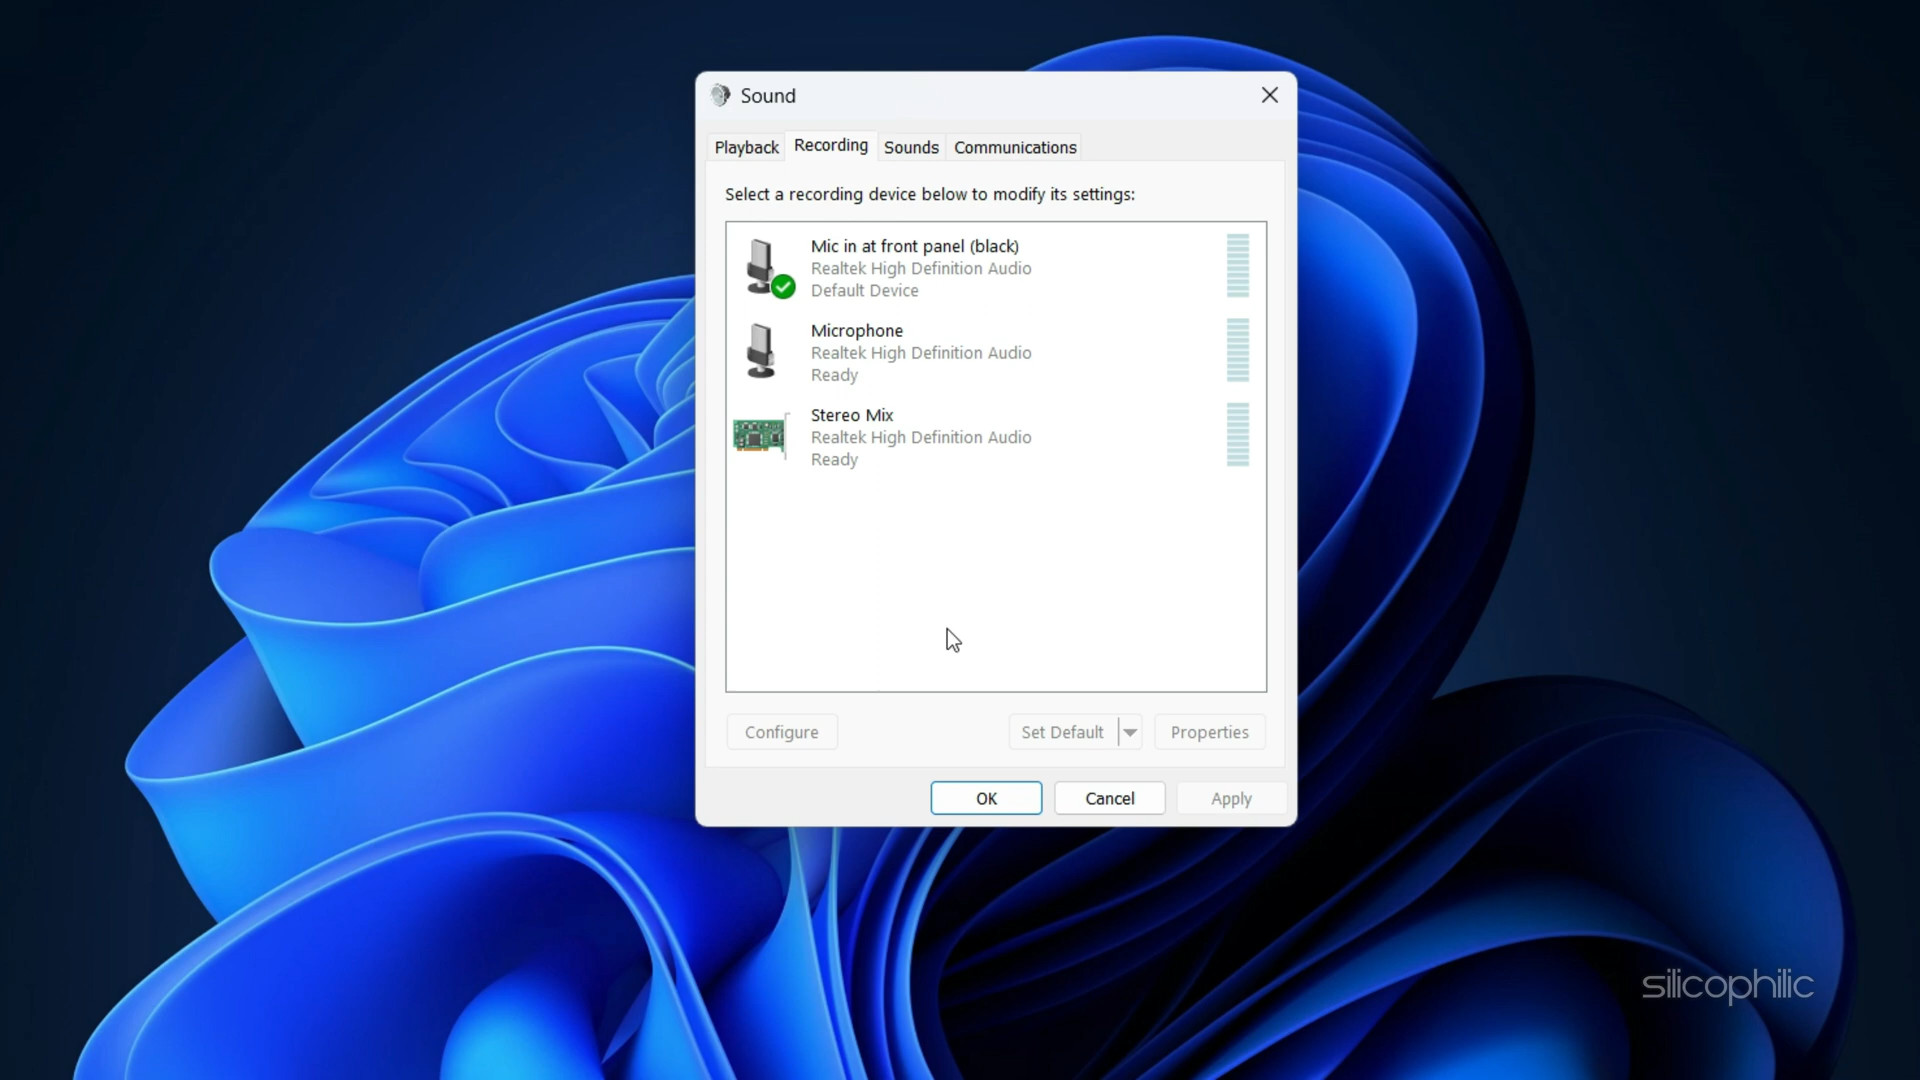 Sound
Playback
Recording
Sounds
Communications
Select a recording device below to modify its settings:
Mic in at front panel (black)
Realtek High Definition Audio
Default Device
Microphone
Realtek High Definition Audio
Ready
Stereo Mix
Realtek High Definition Audio
Ready
Configure
Set Default
Properties
OK
Cancel
Apply
silicophilic